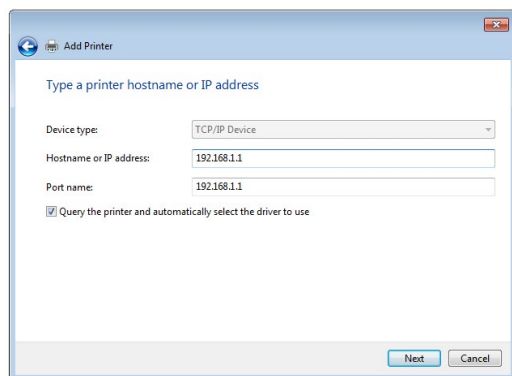 Add Printer
Type a printer hostname or IP address
Device type: TCP/IP Device
Hostname or IP address: 192.168.1.1
Port name: 192.168.1.1
Query the printer and automatically select the driver to use
Next Cancel